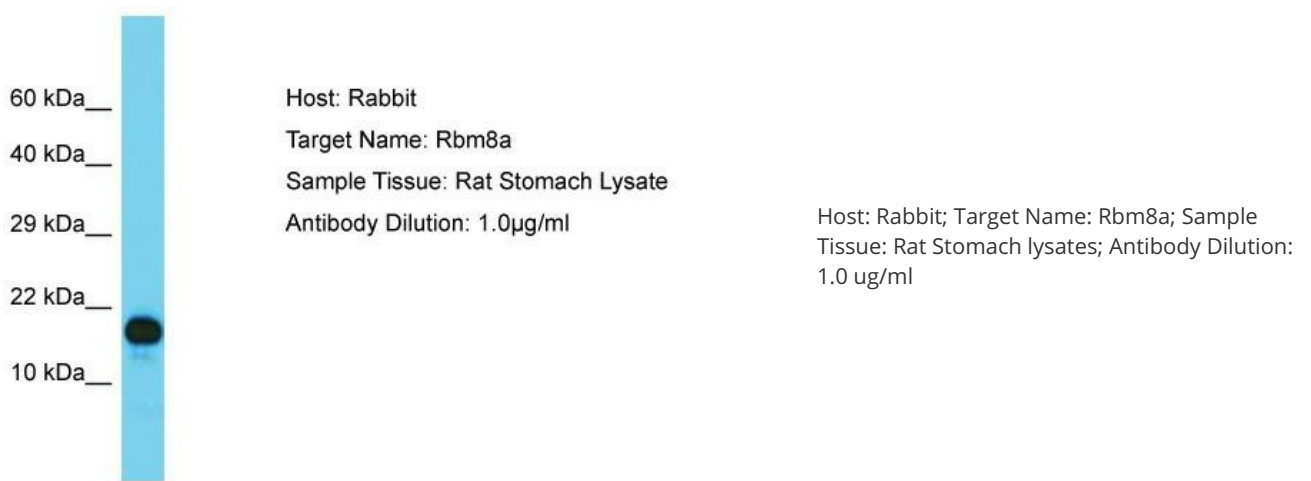 60 kDa__
40 kDa__
29 kDa__
22 kDa__
10 kDa__
Host: Rabbit
Target Name: Rbm8a
Sample Tissue: Rat Stomach Lysate
Antibody Dilution: 1.0µg/ml
Host: Rabbit; Target Name: Rbm8a; Sample
Tissue: Rat Stomach lysates; Antibody Dilution:
1.0 ug/ml